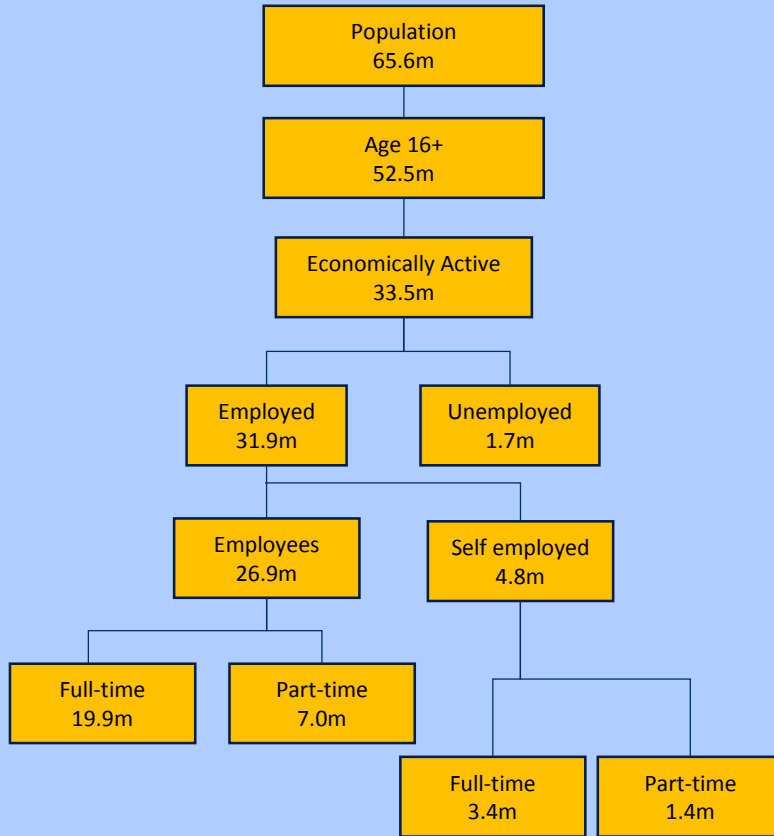 Population
65.6m
Age 16+
52.5m
Economically Active
33.5m
Employed
31.9m
Unemployed
1.7m
Employees
26.9m
Self employed
4.8m
Full-time
19.9m
Part-time
7.0m
Full-time
3.4m
Part-time
1.4m